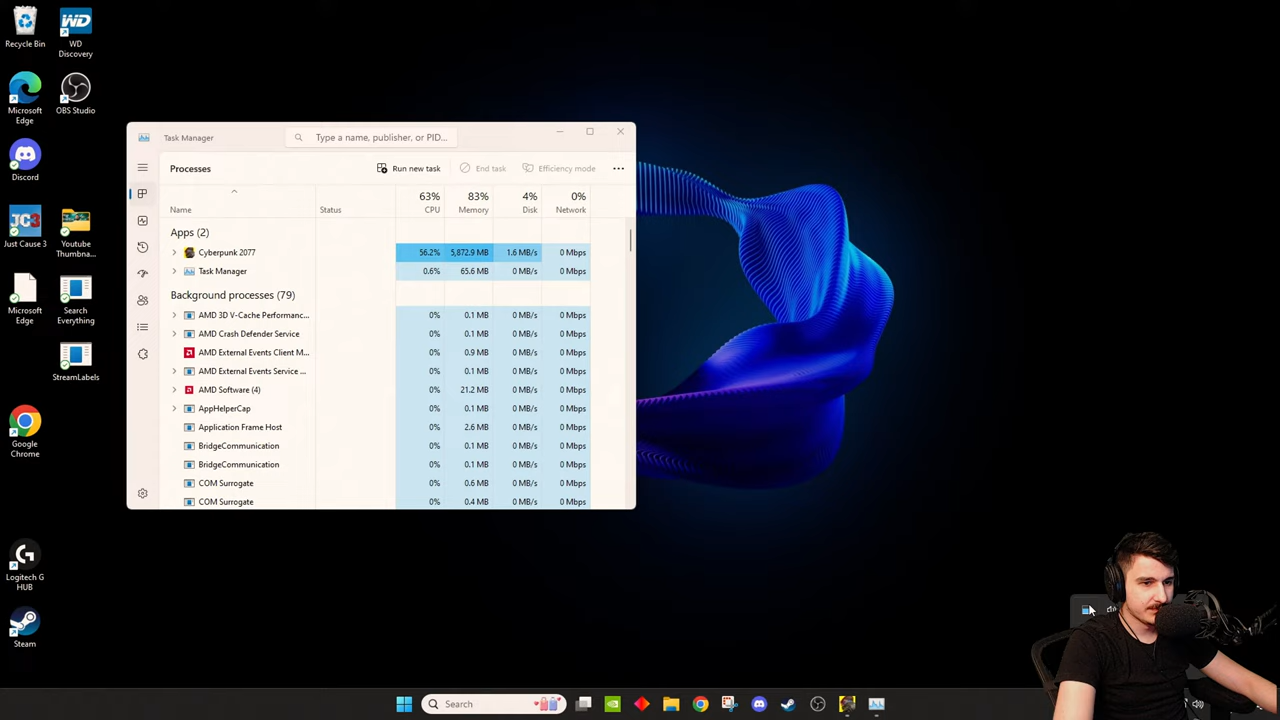 Recycle Bin
WD
WD
Discovery
Microsoft
Edge
OBS Studio
Discord
JC3
Just Cause 3
Youtube
Thumbna...
Microsoft
Edge
Search
Everything
StreamLabels
Google
Chrome
Logitech G
HUB
Steam
Task Manager
Type a name, publisher, or PID...
Processes
Run new task
End task
Efficiency mode
63%
83%
4%
0%
Name
Status
CPU
Memory
Disk
Network
Apps (2)
Cyberpunk 2077 56.2% 5,872.9 MB 1.6 MB/s 0 Mbps
Task Manager 0.6% 65.6 MB 0 MB/s 0 Mbps
Background processes (79)
AMD 3D V-Cache Performanc... 0% 0.1 MB 0 MB/s 0 Mbps
AMD Crash Defender Service 0% 0.1 MB 0 MB/s 0 Mbps
AMD External Events Client M... 0% 0.9 MB 0 MB/s 0 Mbps
AMD External Events Service ... 0% 0.1 MB 0 MB/s 0 Mbps
AMD Software (4) 0% 21.2 MB 0 MB/s 0 Mbps
AppHelperCap 0% 0.1 MB 0 MB/s 0 Mbps
Application Frame Host 0% 2.6 MB 0 MB/s 0 Mbps
BridgeCommunication 0% 0.1 MB 0 MB/s 0 Mbps
BridgeCommunication 0% 0.1 MB 0 MB/s 0 Mbps
COM Surrogate 0% 0.6 MB 0 MB/s 0 Mbps
COM Surrogate 0% 0.4 MB 0 MB/s 0 Mbps
Search